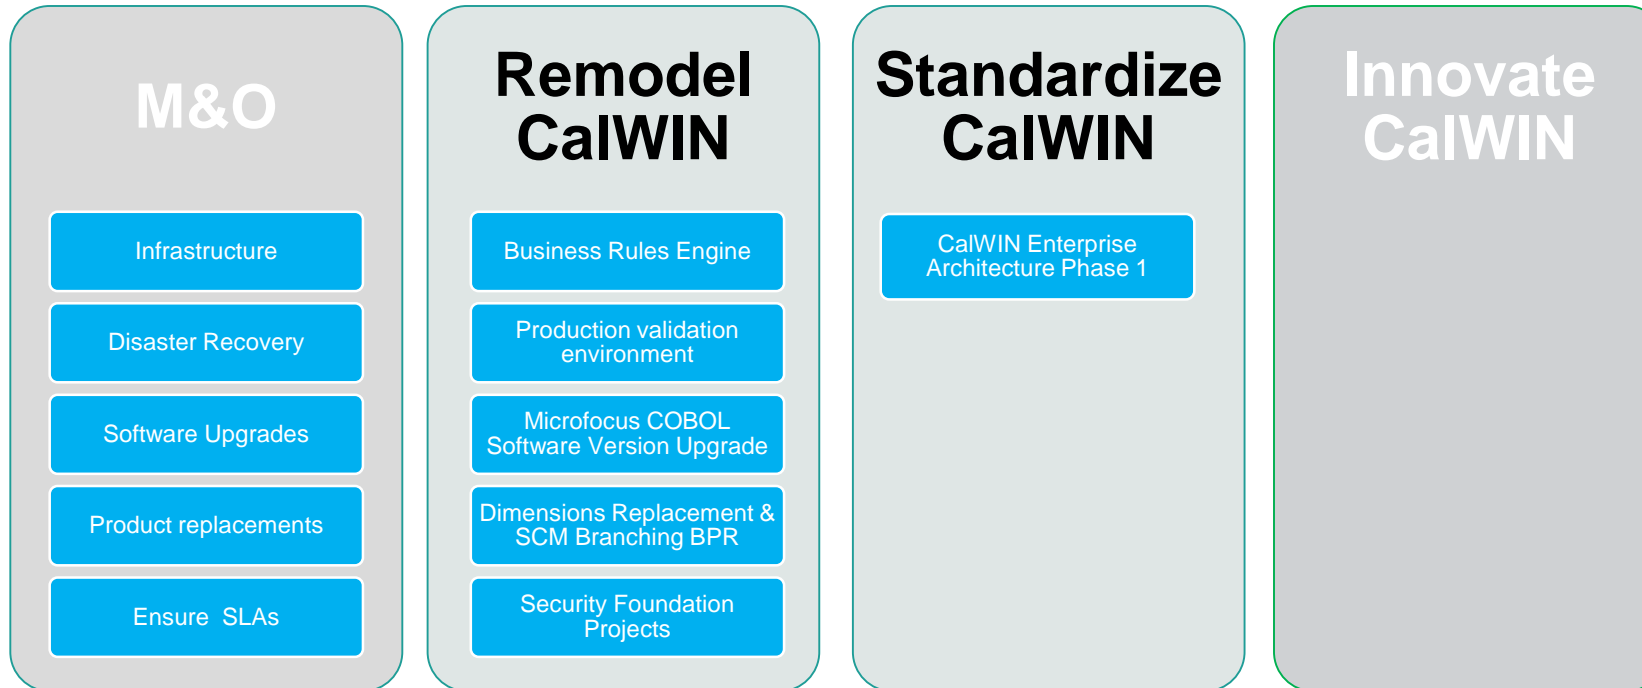 M&O
Infrastructure
Disaster Recovery
Software Upgrades
Product replacements
Ensure  SLAs
Remodel
CalWIN
Business Rules Engine
Production validation
environment
Microfocus COBOL
Software Version Upgrade
Dimensions Replacement &
SCM Branching BPR
Security Foundation
Projects
Standardize
CalWIN
CalWIN Enterprise
Architecture Phase 1
Innovate
CalWIN